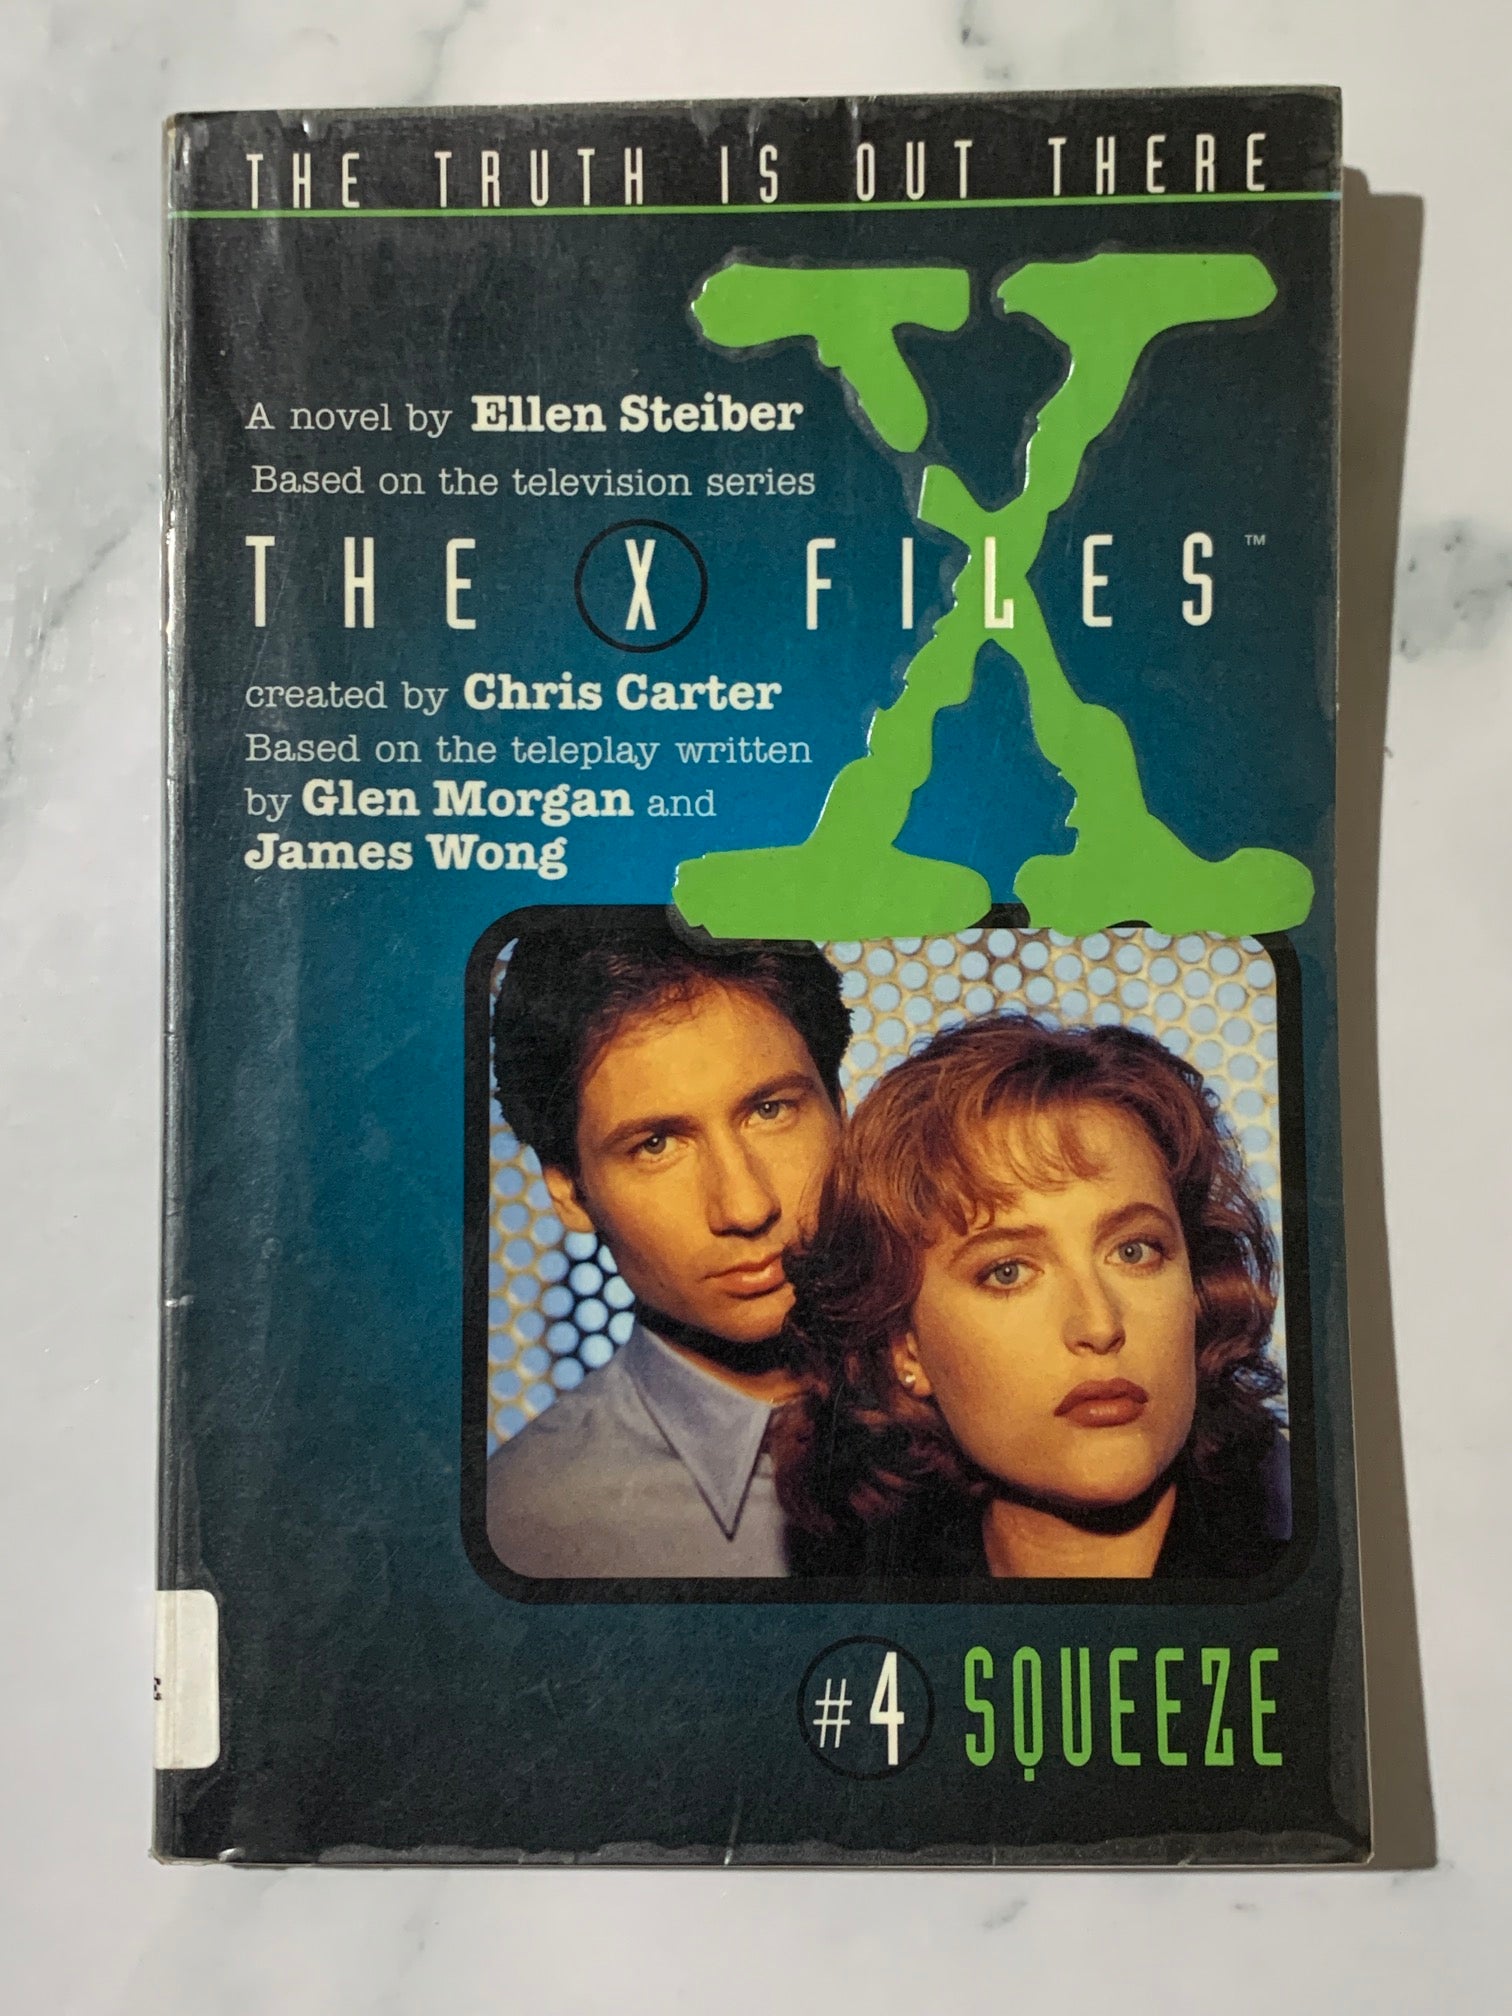 THE TRUTH IS OUT THERE
X
A novel by Ellen Steiber
Based on the television series
THE X FILES™
created by Chris Carter
Based on the teleplay written
by Glen Morgan and
James Wong
#4 SQUEEZE
E